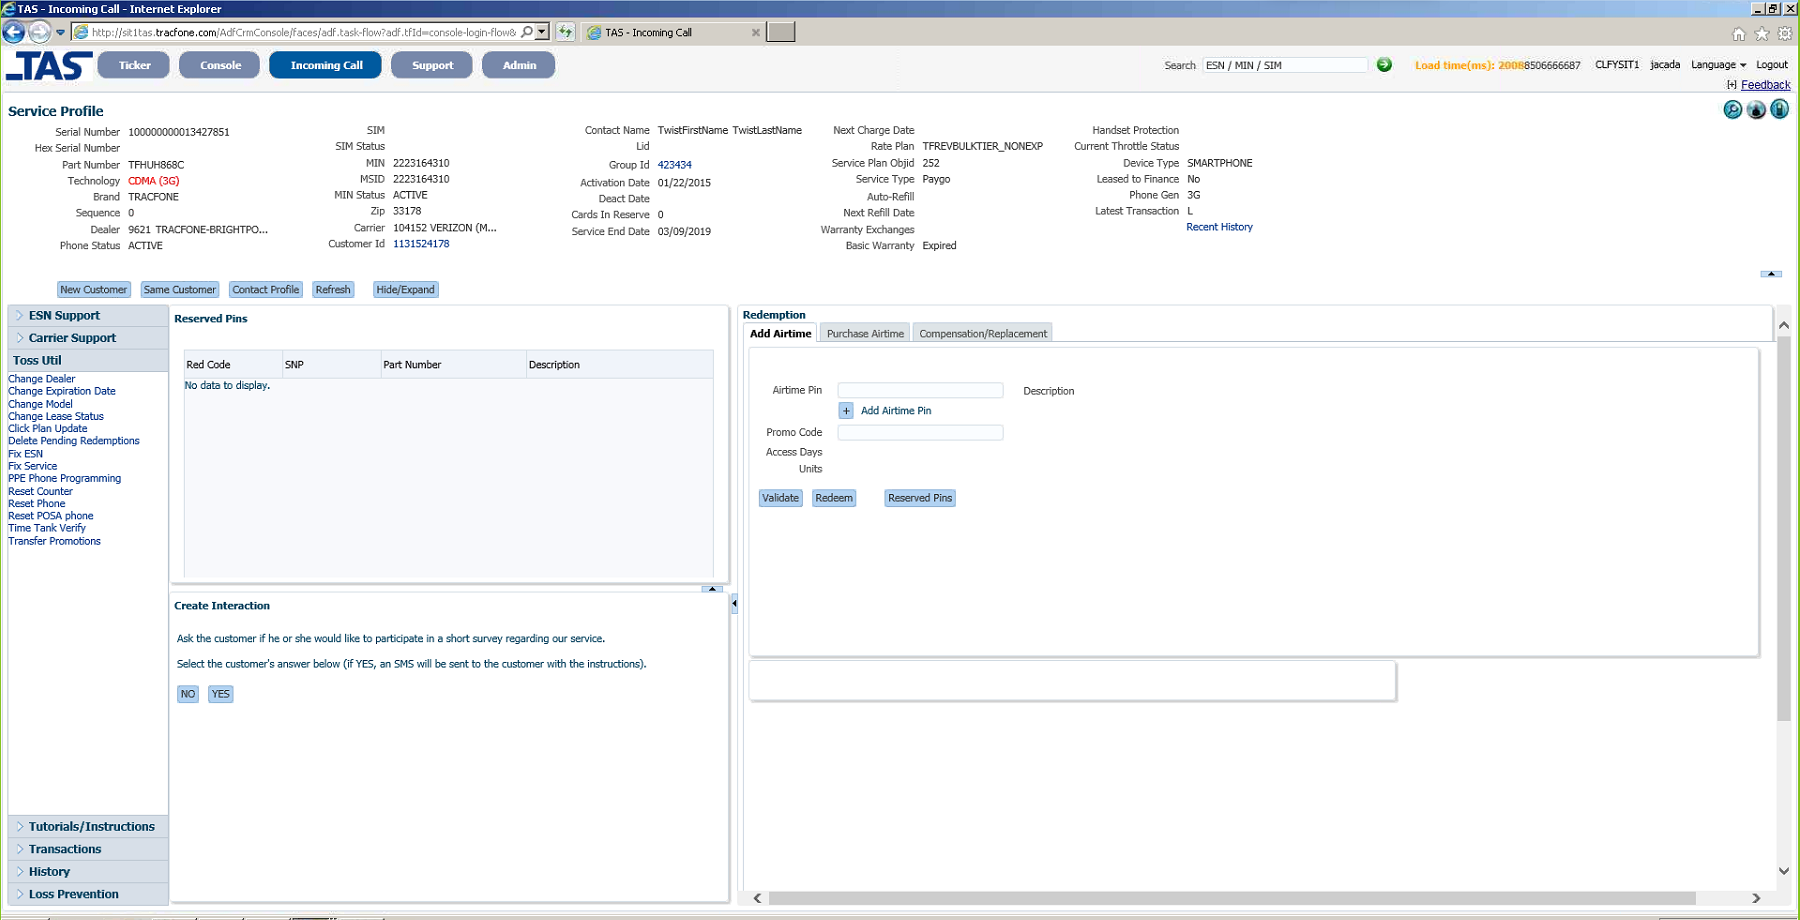 TAS - Incoming Call - Internet Explorer
http://sit1tas.tracfone.com/AdfCrmConsole/faces/adf.task-flow?adf.tfId=console-login-flow&
TAS - Incoming Call
TAS
Ticker
Console
Incoming Call
Support
Admin
Search
ESN / MIN / SIM
Load time(ms): 20088506666687
CLFYSIT1
jacada
Language
Logout
[+] Feedback
Service Profile
Serial Number 100000000013427851
Hex Serial Number
Part Number TFHUH868C
Technology CDMA (3G)
Brand TRACFONE
Sequence 0
Dealer 9621 TRACFONE-BRIGHTPO...
Phone Status ACTIVE
SIM
SIM Status
MIN 2223164310
MSID 2223164310
MIN Status ACTIVE
Zip 33178
Carrier 104152 VERIZON (M...
Customer Id 1131524178
Contact Name TwistFirstName TwistLastName
Lid
Group Id 423434
Activation Date 01/22/2015
Deact Date
Cards In Reserve 0
Service End Date 03/09/2019
Next Charge Date
Rate Plan TFREVBULKTIER_NONEXP
Service Plan Objid 252
Service Type Paygo
Auto-Refill
Next Refill Date
Warranty Exchanges
Basic Warranty Expired
Handset Protection
Current Throttle Status
Device Type SMARTPHONE
Leased to Finance No
Phone Gen 3G
Latest Transaction L
Recent History
New Customer
Same Customer
Contact Profile
Refresh
Hide/Expand
ESN Support
Carrier Support
Toss Util
Change Dealer
Change Expiration Date
Change Model
Change Lease Status
Click Plan Update
Delete Pending Redemptions
Fix ESN
Fix Service
PPE Phone Programming
Reset Counter
Reset Phone
Reset POSA phone
Time Tank Verify
Transfer Promotions
Tutorials/Instructions
Transactions
History
Loss Prevention
Reserved Pins
Red Code SNP Part Number Description
No data to display.
Create Interaction
Ask the customer if he or she would like to participate in a short survey regarding our service.
Select the customer's answer below (if YES, an SMS will be sent to the customer with the instructions).
NO YES
Redemption
Add Airtime
Purchase Airtime
Compensation/Replacement
Airtime Pin
Description
+ Add Airtime Pin
Promo Code
Access Days
Units
Validate
Redeem
Reserved Pins